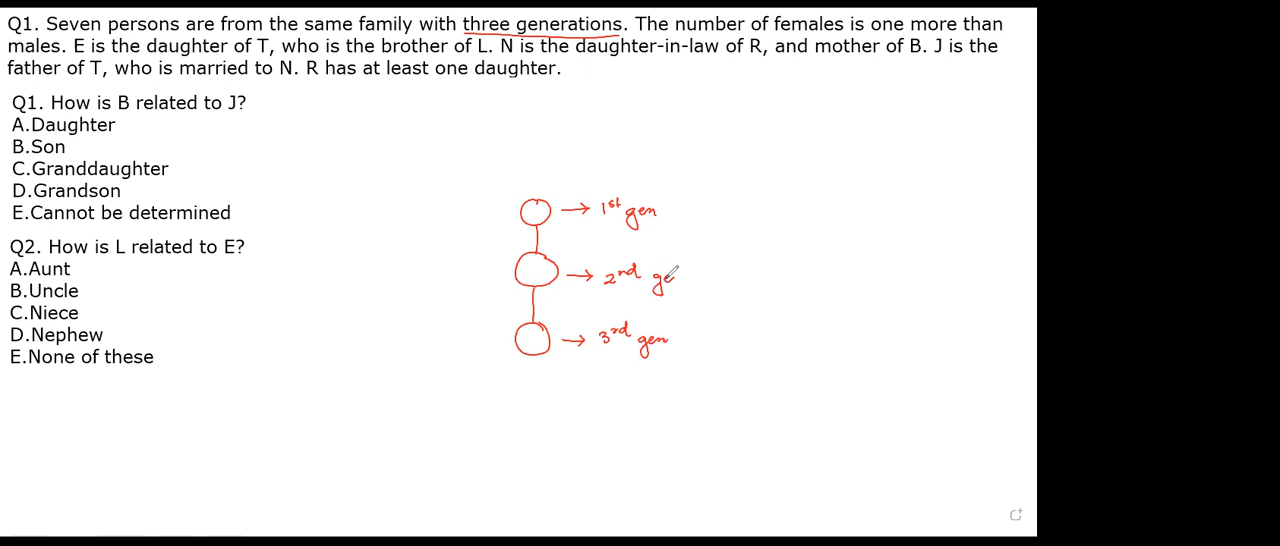 Q1. Seven persons are from the same family with three generations. The number of females is one more than
males. E is the daughter of T, who is the brother of L. N is the daughter-in-law of R, and mother of B. J is the
father of T, who is married to N. R has at least one daughter.
Q1. How is B related to J?
A.Daughter
B.Son
C.Granddaughter
D.Grandson
E.Cannot be determined
Q2. How is L related to E?
A.Aunt
B.Uncle
C.Niece
D.Nephew
E.None of these
→ 1st gen
→ 2nd ge
→ 3rd gen